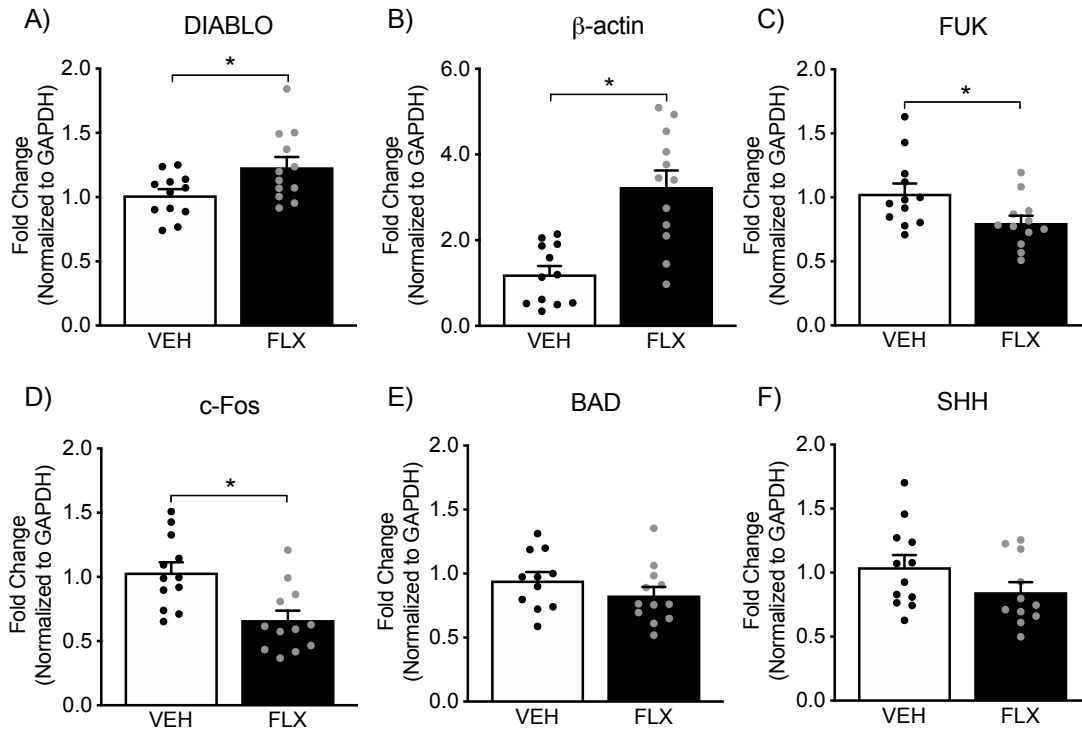 A)
DIABLO
Fold Change
(Normalized to GAPDH)
2.0
1.5
1.0
0.5
0.0
*
VEH
FLX
B)
β-actin
Fold Change
(Normalized to GAPDH)
6.0
4.0
2.0
0.0
*
VEH
FLX
C)
FUK
Fold Change
(Normalized to GAPDH)
2.0
1.5
1.0
0.5
0.0
*
VEH
FLX
D)
c-Fos
Fold Change
(Normalized to GAPDH)
2.0
1.5
1.0
0.5
0.0
*
VEH
FLX
E)
BAD
Fold Change
(Normalized to GAPDH)
2.0
1.5
1.0
0.5
0.0
VEH
FLX
F)
SHH
Fold Change
(Normalized to GAPDH)
2.0
1.5
1.0
0.5
0.0
VEH
FLX